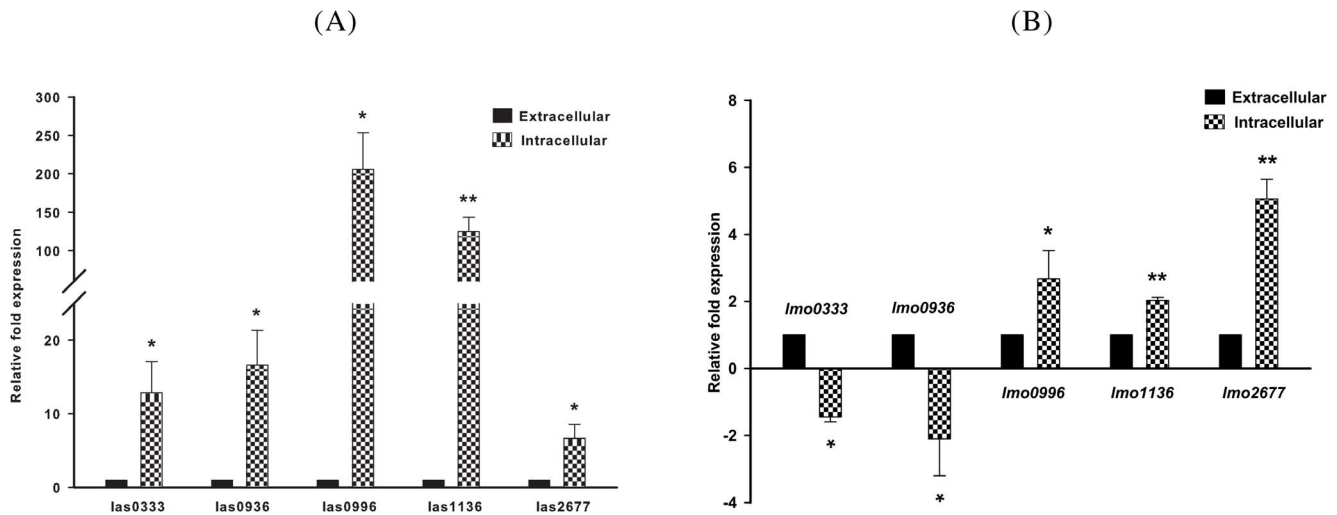 (A)
(B)
Relative fold expression
300
250
200
150
100
20
10
0
Extracellular
Intracellular
*
*
*
**
*
las0333
las0936
las0996
las1136
las2677
Relative fold expression
8
6
4
2
0
-2
-4
Extracellular
Intracellular
lmo0333
lmo0936
*
**
**
lmo0996
lmo1136
lmo2677
*
*